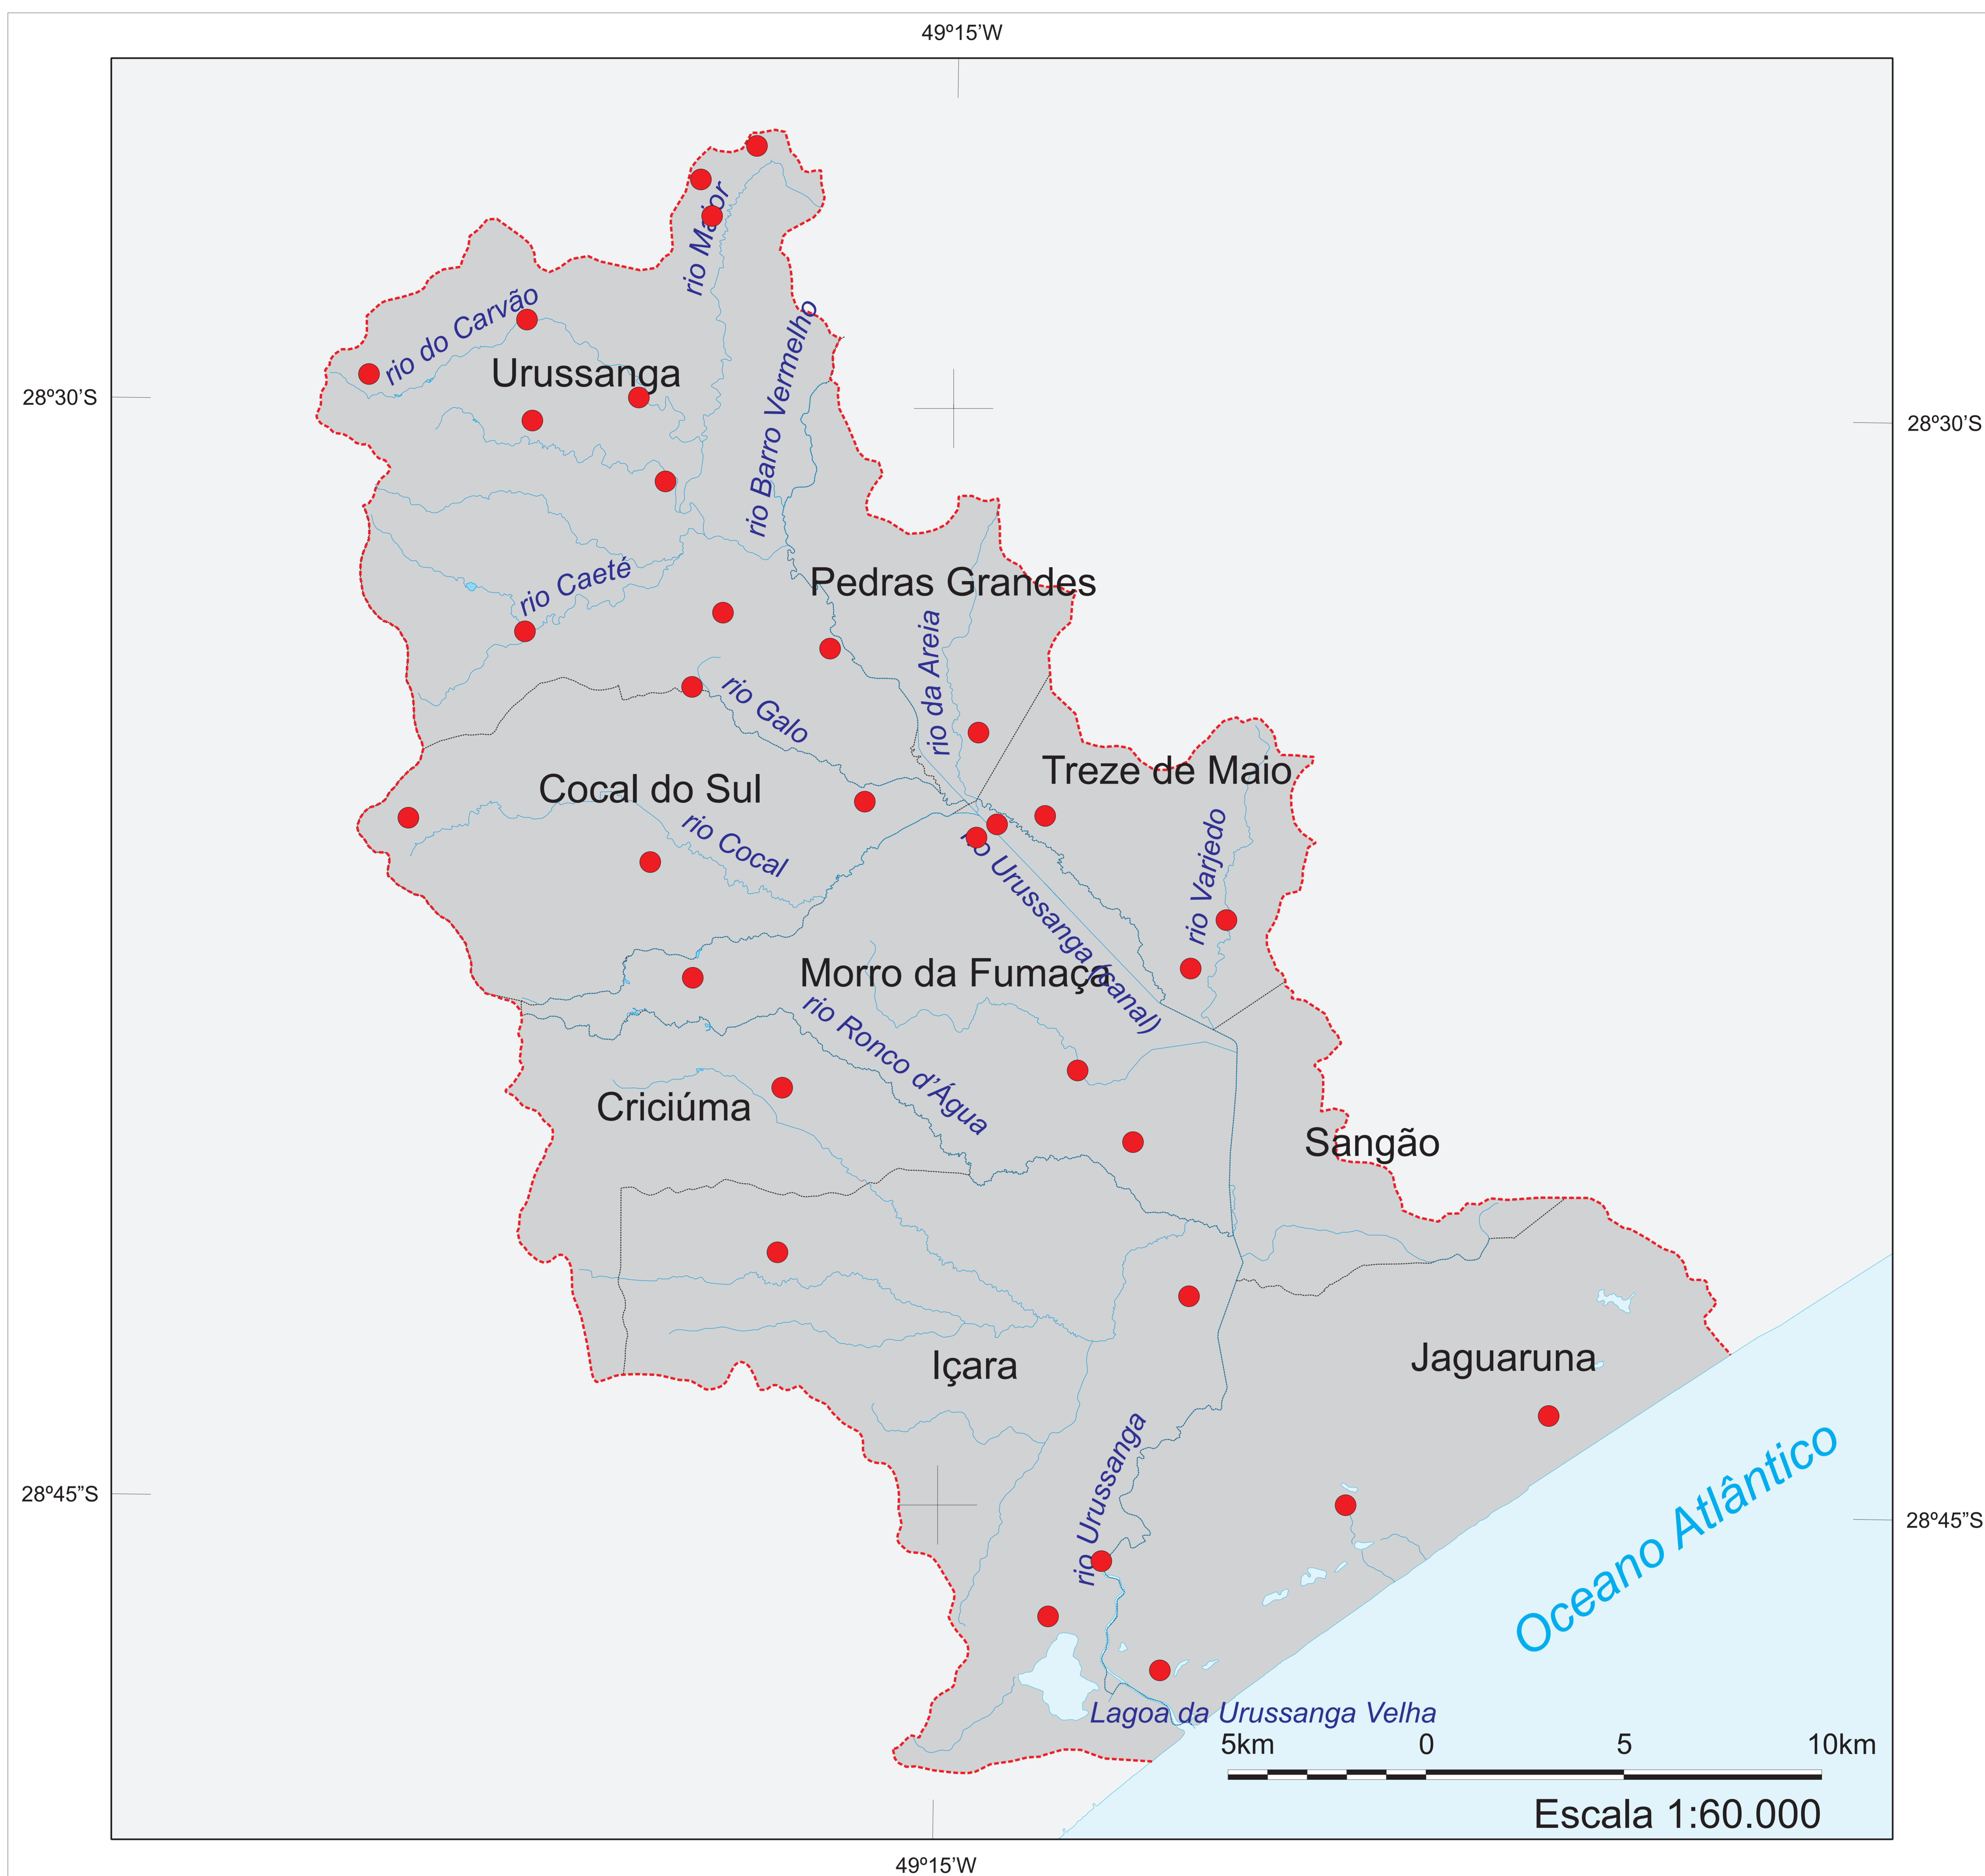 49º15’W
rio Maior
rio do Carvão
rio Barro Vermelho
Urussanga
28º30’S
28º30’S
Pedras Grandes
rio Caeté
rio da Areia
rio Galo
Treze de Maio
Cocal do Sul
rio Cocal
rio Varjedo
rio Urussanga (canal)
Morro da Fumaça
rio Ronco d’Água
Criciúma
Sangão
Içara
Jaguaruna
rio Urussanga
Oceano Atlântico
28º45”S
28º45”S
Lagoa da Urussanga Velha
5km 0 5 10km
Escala 1:60.000
49º15’W